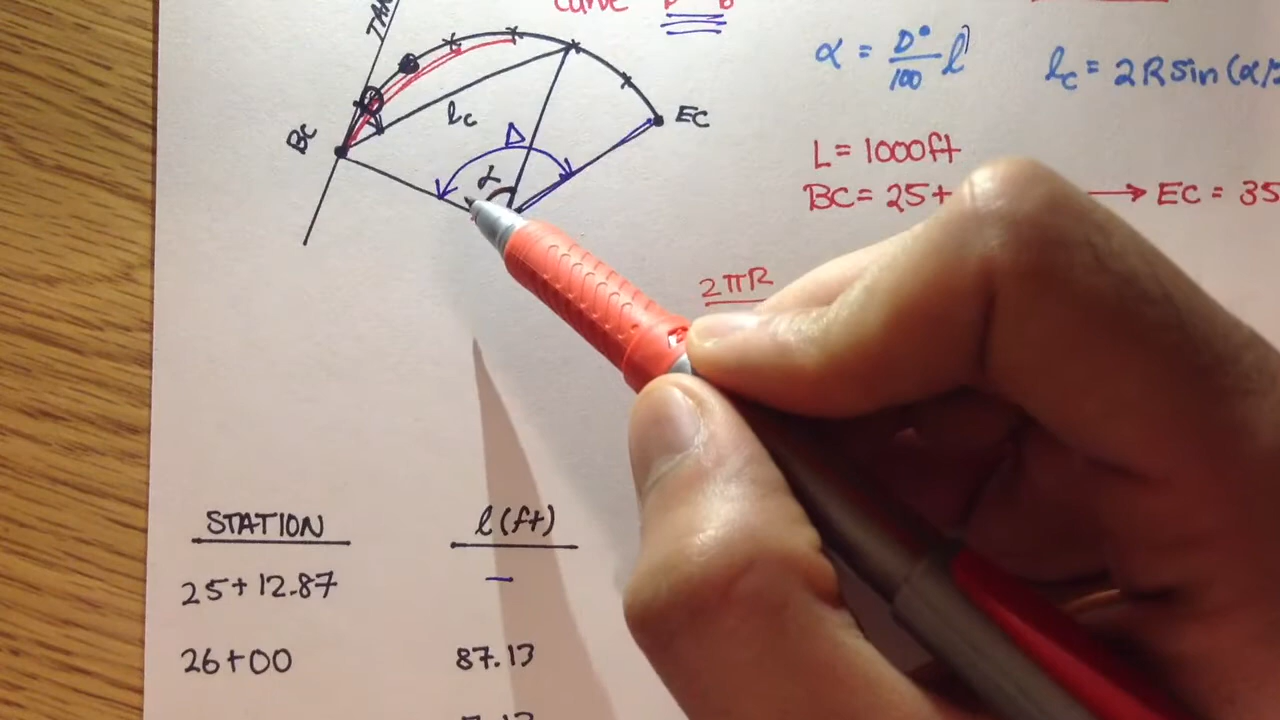 TAN
curve
α = D°/100 l
lc = 2R sin(α/2
BC
lc
Δ
EC
α
L = 1000ft
BC = 25+ → EC = 35
2πR
STATION l (ft)
25+12.87 —
26+00 87.13